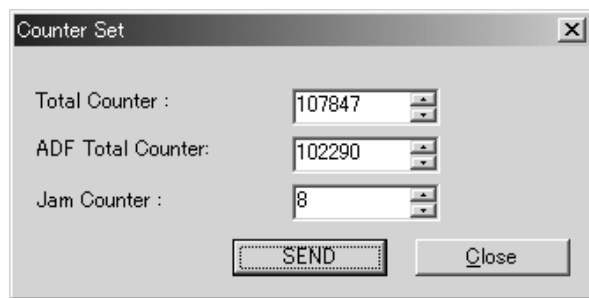 Counter Set
Total Counter : 107847
ADF Total Counter: 102290
Jam Counter : 8
SEND Close